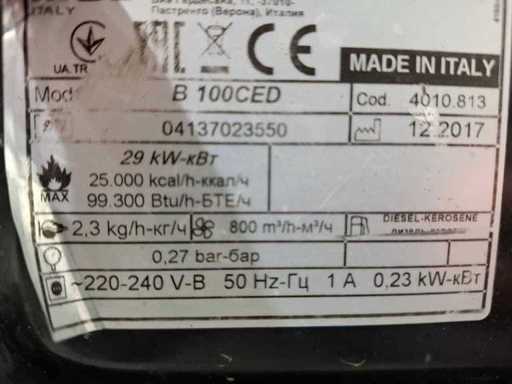 ITALY
Пастренго (Верона), Италия
UA.TR
EAC
CE
MADE IN ITALY
Mod. B 100CED Cod. 4010.813
04137023550 12.2017
29 kW-кВт
25.000 kcal/h-ккал/ч
MAX 99.300 Btu/h-БТЕ/ч
2,3 kg/h-кг/ч 800 m³/h-м³/ч DIESEL-KEROSENE
0,27 bar-бар
~220-240 V-В 50 Hz-Гц 1 A 0,23 kW-кВт